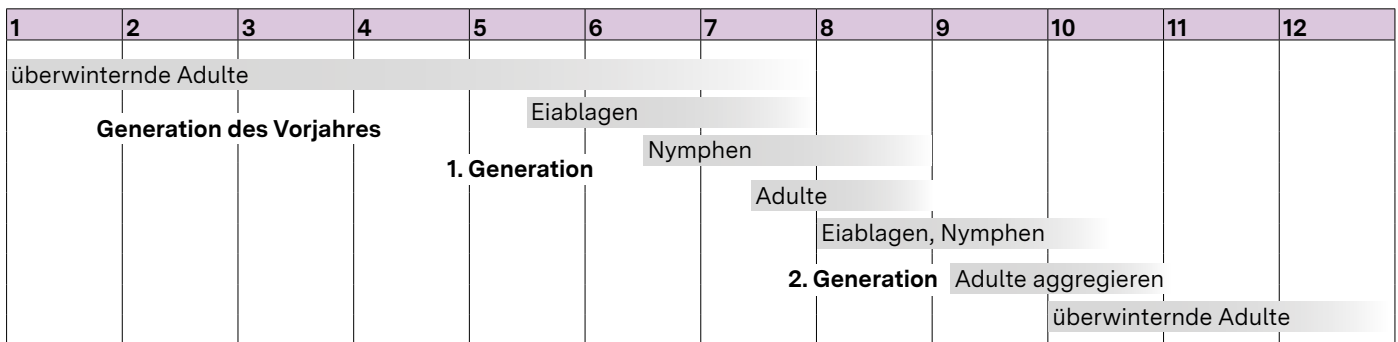 1 2 3 4 5 6 7 8 9 10 11 12
überwinternde Adulte
Eiablagen
Generation des Vorjahres
Nymphen
1. Generation
Adulte
Eiablagen, Nymphen
2. Generation Adulte aggregieren
überwinternde Adulte